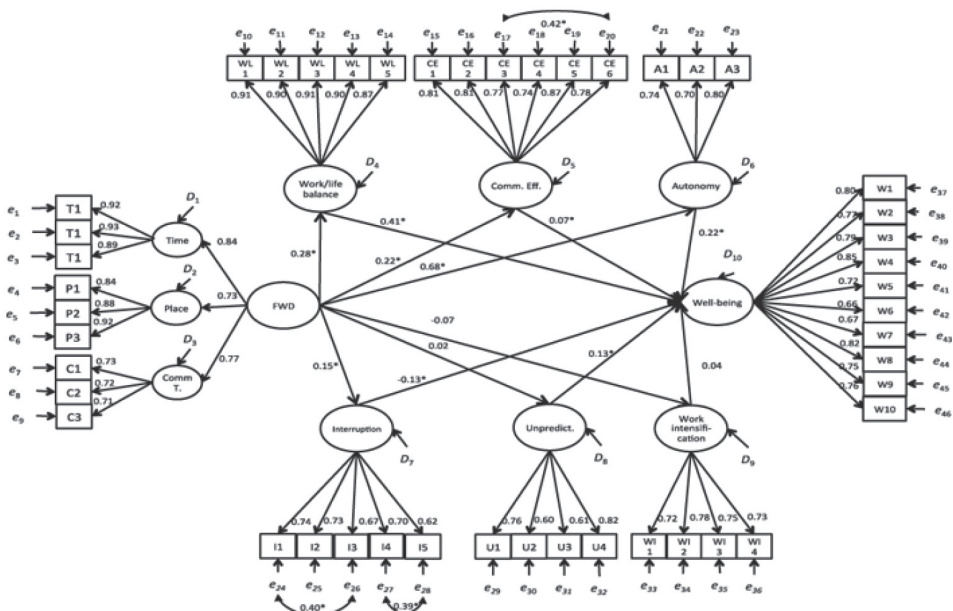 0.42*
e10 e11 e12 e13 e14 e15 e16 e17 e18 e19 e20 e21 e22 e23
WL 1 WL 2 WL 3 WL 4 WL 5 CE 1 CE 2 CE 3 CE 4 CE 5 CE 6 A1 A2 A3
0.91 0.90 0.91 0.90 0.87 0.81 0.81 0.77 0.74 0.87 0.78 0.74 0.70 0.80
D4 D5 D6
Work/life balance
Comm. Eff.
Autonomy
e1 T1 0.92 D1
e2 T1 0.93 Time
e3 T1 0.89 0.84
e4 P1 0.84 D2
e5 P2 0.88 Place
e6 P3 0.92 0.73
e7 C1 0.73 D3
e8 C2 0.72 Comm T.
e9 C3 0.71 0.77
FWD
0.28* 0.22* 0.68* 0.41* 0.07* 0.22*
D10
Well-being
0.80 W1 e37
0.77 W2 e38
0.79 W3 e39
0.85 W4 e40
0.72 W5 e41
0.66 W6 e42
0.67 W7 e43
0.82 W8 e44
0.75 W9 e45
0.76 W10 e46
-0.07
0.02
0.15* -0.13* 0.13* 0.04
Interruption
Unpredict.
Work intensifi-cation
D7 D8 D9
0.74 0.73 0.67 0.70 0.62 0.76 0.60 0.61 0.82 0.72 0.78 0.75 0.73
I1 I2 I3 I4 I5 U1 U2 U3 U4 WI 1 WI 2 WI 3 WI 4
e24 e25 e26 e27 e28 e29 e30 e31 e32 e33 e34 e35 e36
0.40* 0.39*